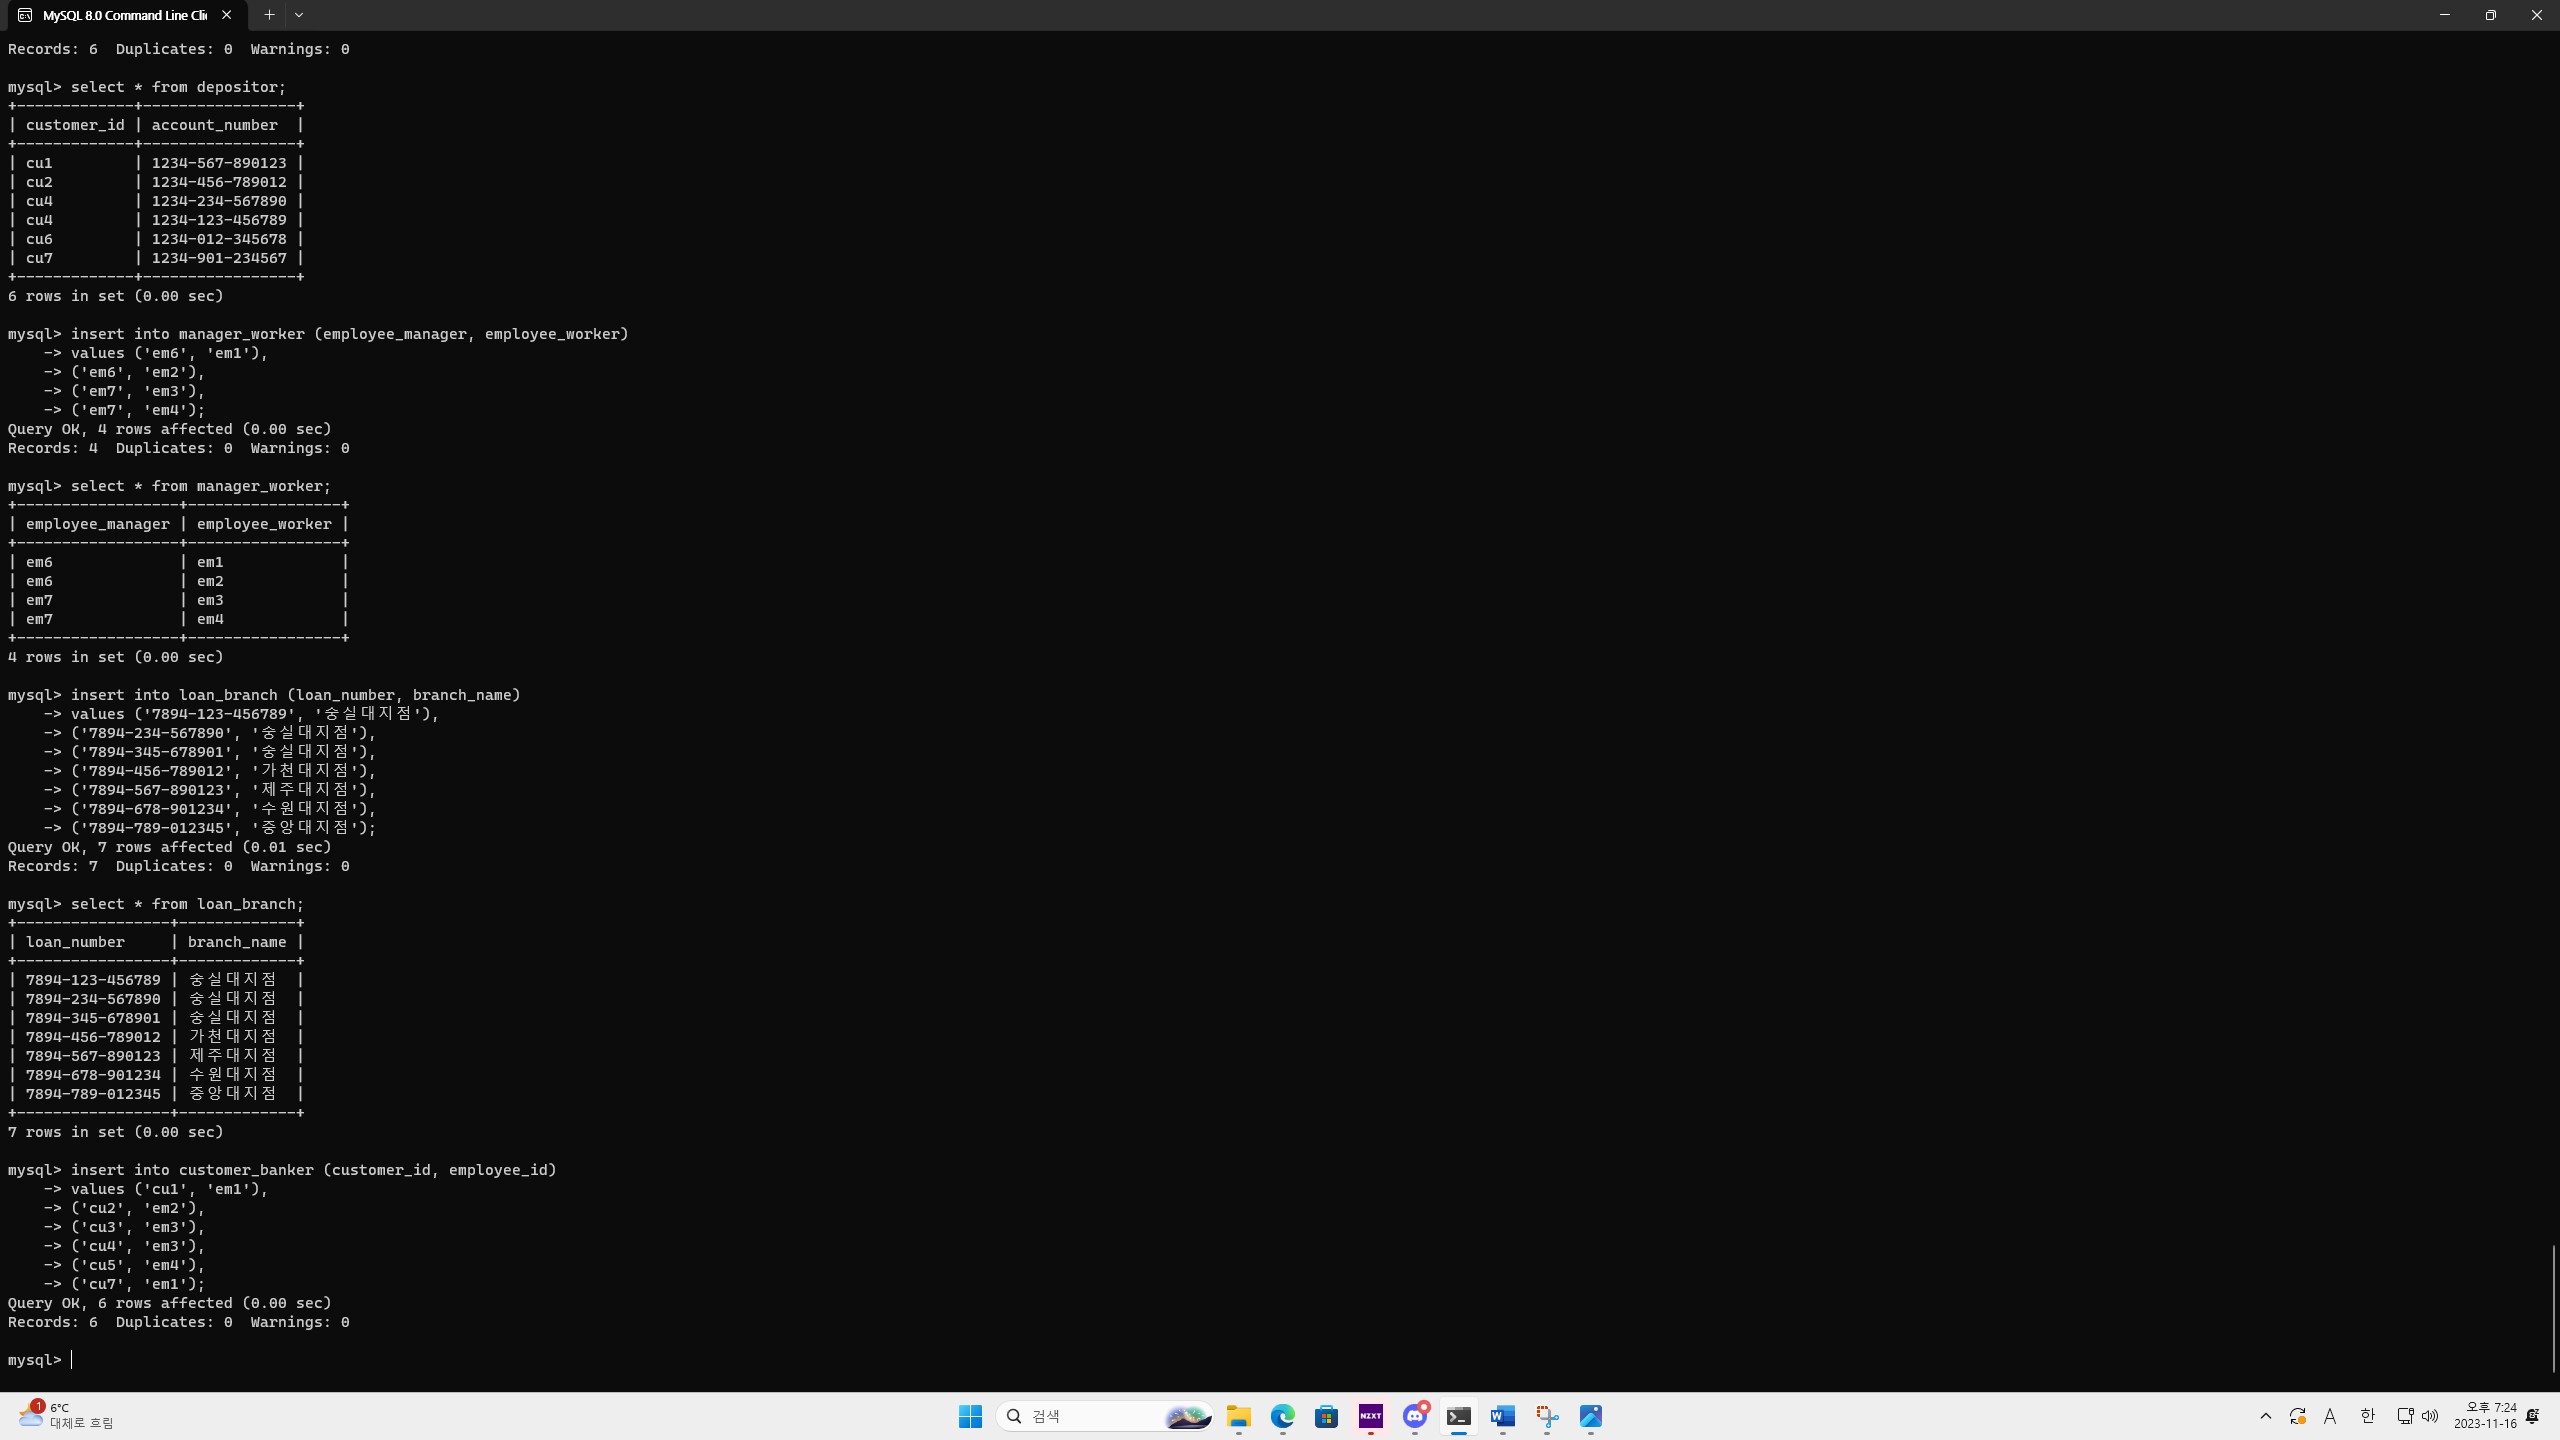 MySQL 8.0 Command Line Cli
Records: 6  Duplicates: 0  Warnings: 0
mysql> select * from depositor;
+-------------+-----------------+
| customer_id | account_number  |
+-------------+-----------------+
| cu1         | 1234-567-890123 |
| cu2         | 1234-456-789012 |
| cu4         | 1234-234-567890 |
| cu4         | 1234-123-456789 |
| cu6         | 1234-012-345678 |
| cu7         | 1234-901-234567 |
+-------------+-----------------+
6 rows in set (0.00 sec)
mysql> insert into manager_worker (employee_manager, employee_worker)
    -> values ('em6', 'em1'),
    -> ('em6', 'em2'),
    -> ('em7', 'em3'),
    -> ('em7', 'em4');
Query OK, 4 rows affected (0.00 sec)
Records: 4  Duplicates: 0  Warnings: 0
mysql> select * from manager_worker;
+------------------+-----------------+
| employee_manager | employee_worker |
+------------------+-----------------+
| em6              | em1             |
| em6              | em2             |
| em7              | em3             |
| em7              | em4             |
+------------------+-----------------+
4 rows in set (0.00 sec)
mysql> insert into loan_branch (loan_number, branch_name)
    -> values ('7894-123-456789', '숭실대지점'),
    -> ('7894-234-567890', '숭실대지점'),
    -> ('7894-345-678901', '숭실대지점'),
    -> ('7894-456-789012', '가천대지점'),
    -> ('7894-567-890123', '제주대지점'),
    -> ('7894-678-901234', '수원대지점'),
    -> ('7894-789-012345', '중앙대지점');
Query OK, 7 rows affected (0.01 sec)
Records: 7  Duplicates: 0  Warnings: 0
mysql> select * from loan_branch;
+-----------------+-------------+
| loan_number     | branch_name |
+-----------------+-------------+
| 7894-123-456789 | 숭실대지점  |
| 7894-234-567890 | 숭실대지점  |
| 7894-345-678901 | 숭실대지점  |
| 7894-456-789012 | 가천대지점  |
| 7894-567-890123 | 제주대지점  |
| 7894-678-901234 | 수원대지점  |
| 7894-789-012345 | 중앙대지점  |
+-----------------+-------------+
7 rows in set (0.00 sec)
mysql> insert into customer_banker (customer_id, employee_id)
    -> values ('cu1', 'em1'),
    -> ('cu2', 'em2'),
    -> ('cu3', 'em3'),
    -> ('cu4', 'em3'),
    -> ('cu5', 'em4'),
    -> ('cu7', 'em1');
Query OK, 6 rows affected (0.00 sec)
Records: 6  Duplicates: 0  Warnings: 0
mysql>
1
6°C
대체로 흐림
검색
NZXT
A 한
오후 7:24
2023-11-16